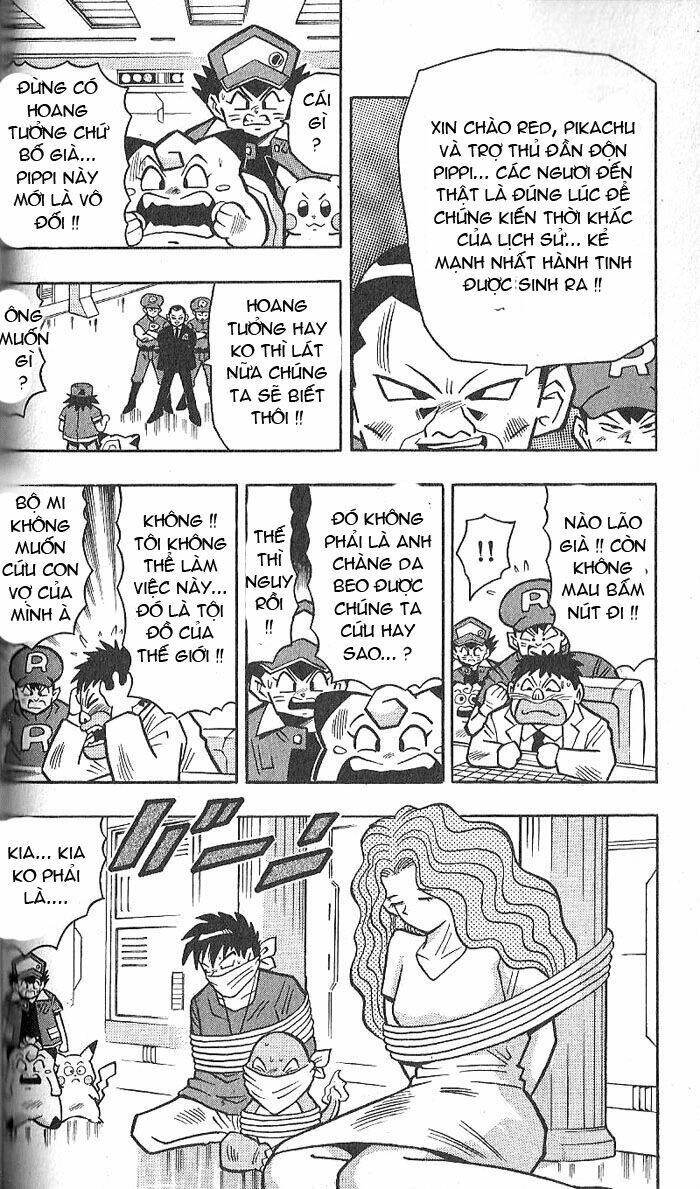 XIN CHÀO RED, PIKACHU
VÀ TRỢ THỦ ĐẦN ĐỘN
PIPPI... CÁC NGƯƠI ĐẾN
THẬT LÀ ĐÚNG LÚC ĐỂ
CHỨNG KIẾN THỜI KHẮC
CỦA LỊCH SỬ... KẺ
MẠNH NHẤT HÀNH TINH
ĐƯỢC SINH RA !!
R
CÁI
GÌ
?
ĐỪNG CÓ
HOANG
TƯỞNG CHỨ
BỐ GIÀ...
PIPPI NÀY
MỚI LÀ VÔ
ĐỐI !!
HOANG
TƯỞNG HAY
KO THÌ LÁT
NỮA CHÚNG
TA SẼ BIẾT
THÔI !!
ÔNG
MUỐN
GÌ
?
NÀO LÃO
GIÀ !! CÒN
KHÔNG
MAU BẤM
NÚT ĐI !!
!!
R
ĐÓ KHÔNG
PHẢI LÀ ANH
CHÀNG DA
BEO ĐƯỢC
CHÚNG TA
CỨU HAY
SAO... ?
THẾ
THÌ
NGUY
RỒI
!!
KHÔNG !!
TÔI KHÔNG
THỂ LÀM
VIỆC NÀY...
ĐÓ LÀ TỘI
ĐỒ CỦA
THẾ GIỚI !!
BỘ MI
KHÔNG
MUỐN
CỨU CON
VỢ CỦA
MÌNH À
R
R
バーン
KIA... KIA
KO PHẢI
LÀ....